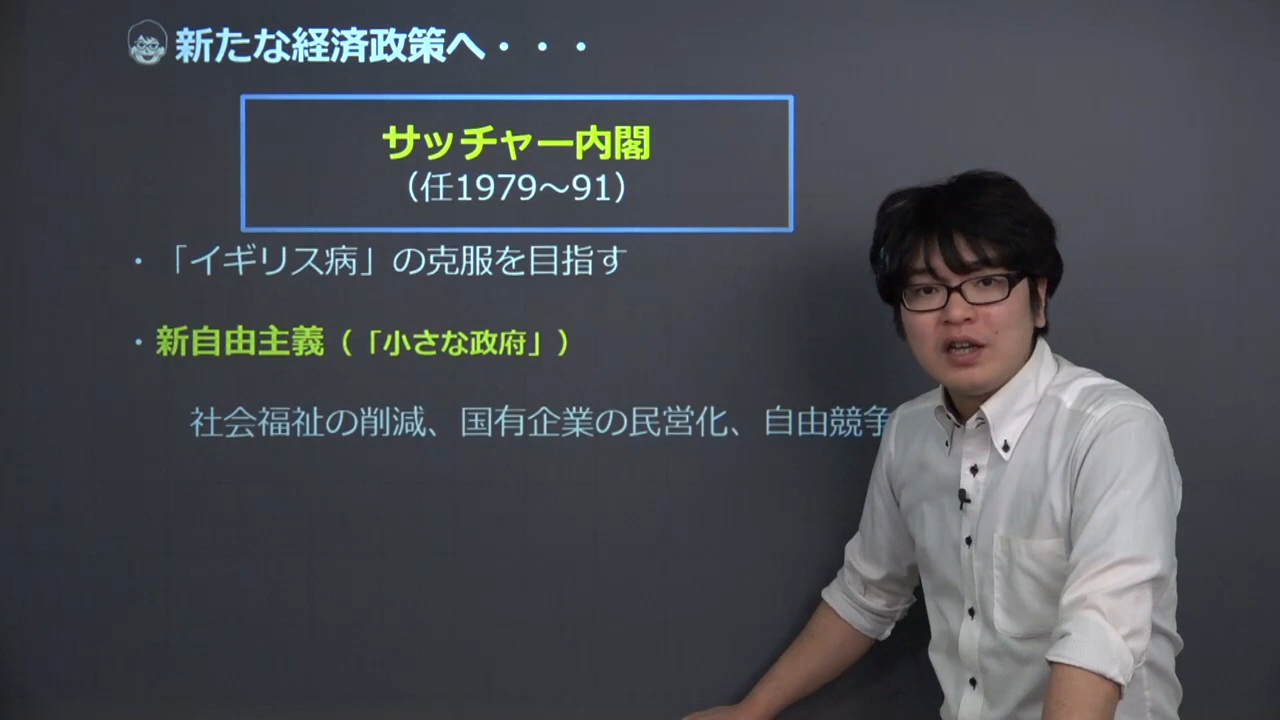 新たな経済政策へ・・・
サッチャー内閣
（任1979～91）
・「イギリス病」の克服を目指す
・新自由主義（「小さな政府」）
社会福祉の削減、国有企業の民営化、自由競争